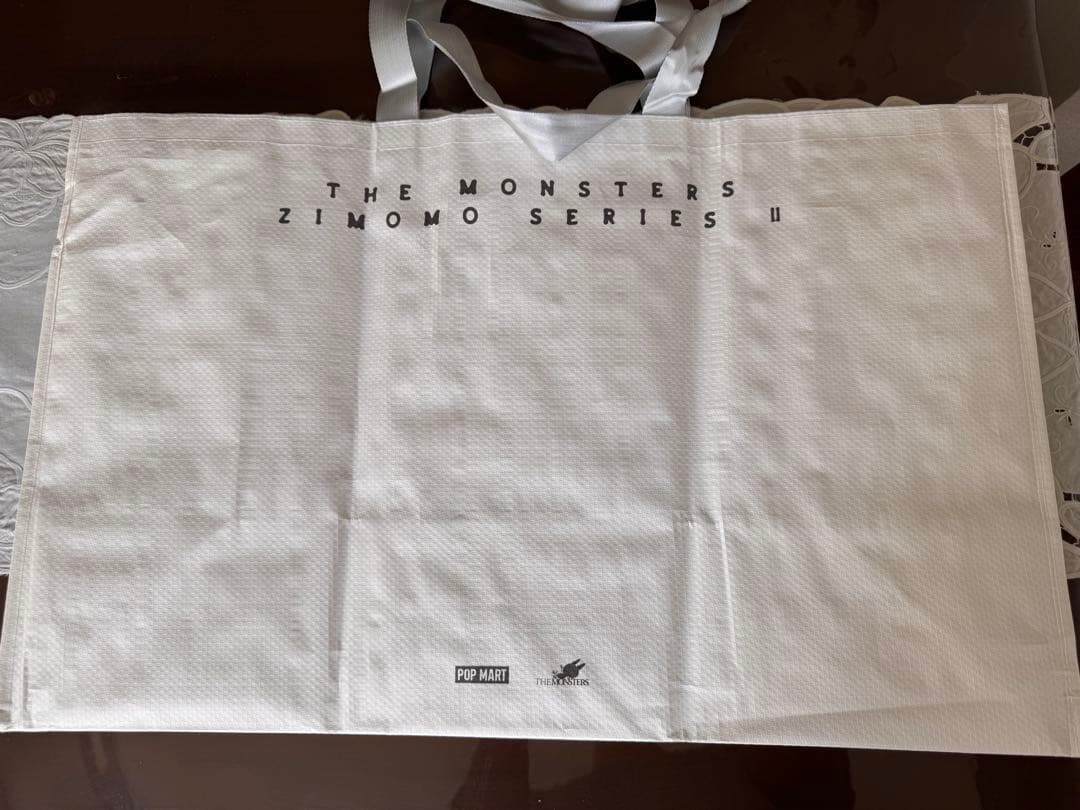 THE MONSTERS
ZIMOMO SERIES II
POP MART
THE MONSTERS